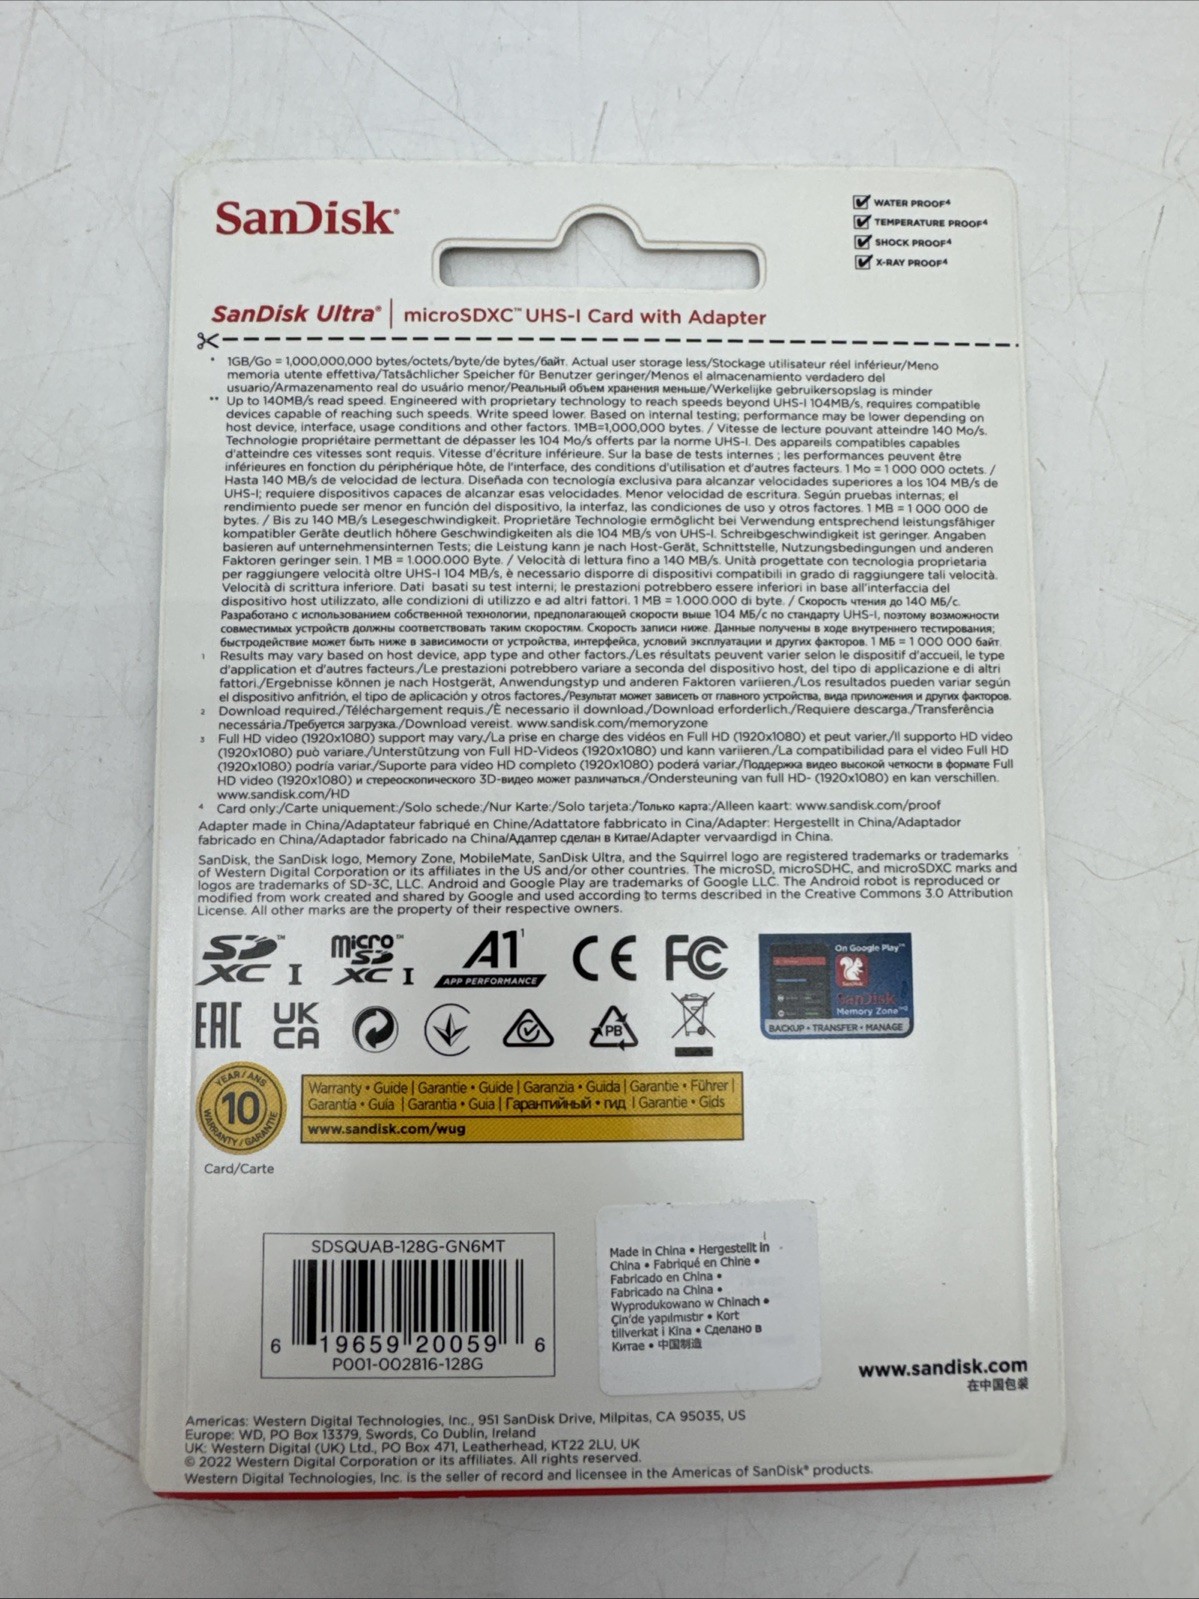 SanDisk®
WATER PROOF⁴
TEMPERATURE PROOF⁴
SHOCK PROOF⁴
X-RAY PROOF⁴
SanDisk Ultra® | microSDXC™ UHS-I Card with Adapter
* 1GB/Go = 1,000,000,000 bytes/octets/byte/de bytes/байт. Actual user storage less/Stockage utilisateur réel inférieur/Meno
memoria utente effettiva/Tatsächlicher Speicher für Benutzer geringer/Menos el almacenamiento verdadero del
usuario/Armazenamento real do usuário menor/Реальный объем хранения меньше/Werkelijke gebruikersopslag is minder
** Up to 140MB/s read speed. Engineered with proprietary technology to reach speeds beyond UHS-I 104MB/s, requires compatible
devices capable of reaching such speeds. Write speed lower. Based on internal testing; performance may be lower depending on
host device, interface, usage conditions and other factors. 1MB=1,000,000 bytes. / Vitesse de lecture pouvant atteindre 140 Mo/s.
Technologie propriétaire permettant de dépasser les 104 Mo/s offerts par la norme UHS-I. Des appareils compatibles capables
d'atteindre ces vitesses sont requis. Vitesse d'écriture inférieure. Sur la base de tests internes ; les performances peuvent être
inférieures en fonction du périphérique hôte, de l'interface, des conditions d'utilisation et d'autres facteurs. 1 Mo = 1 000 000 octets. /
Hasta 140 MB/s de velocidad de lectura. Diseñada con tecnología exclusiva para alcanzar velocidades superiores a los 104 MB/s de
UHS-I; requiere dispositivos capaces de alcanzar esas velocidades. Menor velocidad de escritura. Según pruebas internas; el
rendimiento puede ser menor en función del dispositivo, la interfaz, las condiciones de uso y otros factores. 1 MB = 1 000 000 de
bytes. / Bis zu 140 MB/s Lesegeschwindigkeit. Proprietäre Technologie ermöglicht bei Verwendung entsprechend leistungsfähiger
kompatibler Geräte deutlich höhere Geschwindigkeiten als die 104 MB/s von UHS-I. Schreibgeschwindigkeit ist geringer. Angaben
basieren auf unternehmensinternen Tests; die Leistung kann je nach Host-Gerät, Schnittstelle, Nutzungsbedingungen und anderen
Faktoren geringer sein. 1 MB = 1.000.000 Byte. / Velocità di lettura fino a 140 MB/s. Unità progettate con tecnologia proprietaria
per raggiungere velocità oltre UHS-I 104 MB/s, è necessario disporre di dispositivi compatibili in grado di raggiungere tali velocità.
Velocità di scrittura inferiore. Dati basati su test interni; le prestazioni potrebbero essere inferiori in base all'interfaccia del
dispositivo host utilizzato, alle condizioni di utilizzo e ad altri fattori. 1 MB = 1.000.000 di byte. / Скорость чтения до 140 МБ/с.
Разработано с использованием собственной технологии, предполагающей скорости выше 104 МБ/с по стандарту UHS-I, поэтому возможности
совместимых устройств должны соответствовать таким скоростям. Скорость записи ниже. Данные получены в ходе внутреннего тестирования;
быстродействие может быть ниже в зависимости от устройства, интерфейса, условий эксплуатации и других факторов. 1 МБ = 1 000 000 байт.
1 Results may vary based on host device, app type and other factors./Les résultats peuvent varier selon le dispositif d'accueil, le type
d'application et d'autres facteurs./Le prestazioni potrebbero variare a seconda del dispositivo host, del tipo di applicazione e di altri
fattori./Ergebnisse können je nach Hostgerät, Anwendungstyp und anderen Faktoren variieren./Los resultados pueden variar según
el dispositivo anfitrión, el tipo de aplicación y otros factores./Результат может зависеть от главного устройства, вида приложения и других факторов.
2 Download required./Téléchargement requis./È necessario il download./Download erforderlich./Requiere descarga./Transferência
necessária./Требуется загрузка./Download vereist. www.sandisk.com/memoryzone
3 Full HD video (1920x1080) support may vary./La prise en charge des vidéos en Full HD (1920x1080) et peut varier./Il supporto HD video
(1920x1080) può variare./Unterstützung von Full HD-Videos (1920x1080) und kann variieren./La compatibilidad para el video Full HD
(1920x1080) podría variar./Suporte para vídeo HD completo (1920x1080) poderá variar./Поддержка видео высокой четкости в формате Full
HD video (1920x1080) и стереоскопического 3D-видео может различаться./Ondersteuning van full HD- (1920x1080) en kan verschillen.
www.sandisk.com/HD
4 Card only:/Carte uniquement:/Solo schede:/Nur Karte:/Solo tarjeta:/Только карта:/Alleen kaart: www.sandisk.com/proof
Adapter made in China/Adaptateur fabriqué en Chine/Adattatore fabbricato in Cina/Adapter: Hergestellt in China/Adaptador
fabricado en China/Adaptador fabricado na China/Адаптер сделан в Китае/Adapter vervaardigd in China.
SanDisk, the SanDisk logo, Memory Zone, MobileMate, SanDisk Ultra, and the Squirrel logo are registered trademarks or trademarks
of Western Digital Corporation or its affiliates in the US and/or other countries. The microSD, microSDHC, and microSDXC marks and
logos are trademarks of SD-3C, LLC. Android and Google Play are trademarks of Google LLC. The Android robot is reproduced or
modified from work created and shared by Google and used according to terms described in the Creative Commons 3.0 Attribution
License. All other marks are the property of their respective owners.
SD XC™ I micro SD XC™ I A1¹ APP PERFORMANCE CE FC
On Google Play™
SanDisk
Memory Zone™²
BACKUP • TRANSFER • MANAGE
EAC UK CA PB
YEAR/ANS
10
WARRANTY/GARANTIE
Card/Carte
Warranty • Guide | Garantie • Guide | Garanzia • Guida | Garantie • Führer |
Garantía • Guía | Garantia • Guia | Гарантийный • гид | Garantie • Gids
www.sandisk.com/wug
SDSQUAB-128G-GN6MT
6 19659 20059 6
P001-002816-128G
Made in China • Hergestellt in
China • Fabriqué en Chine •
Fabricado en China •
Fabricado na China •
Wyprodukowano w Chinach •
Çin'de yapılmıstır • Kort
tillverkat i Kina • Сделано в
Китае • 中国制造
www.sandisk.com
在中国包装
Americas: Western Digital Technologies, Inc., 951 SanDisk Drive, Milpitas, CA 95035, US
Europe: WD, PO Box 13379, Swords, Co Dublin, Ireland
UK: Western Digital (UK) Ltd., PO Box 471, Leatherhead, KT22 2LU, UK
© 2022 Western Digital Corporation or its affiliates. All rights reserved.
Western Digital Technologies, Inc. is the seller of record and licensee in the Americas of SanDisk® products.